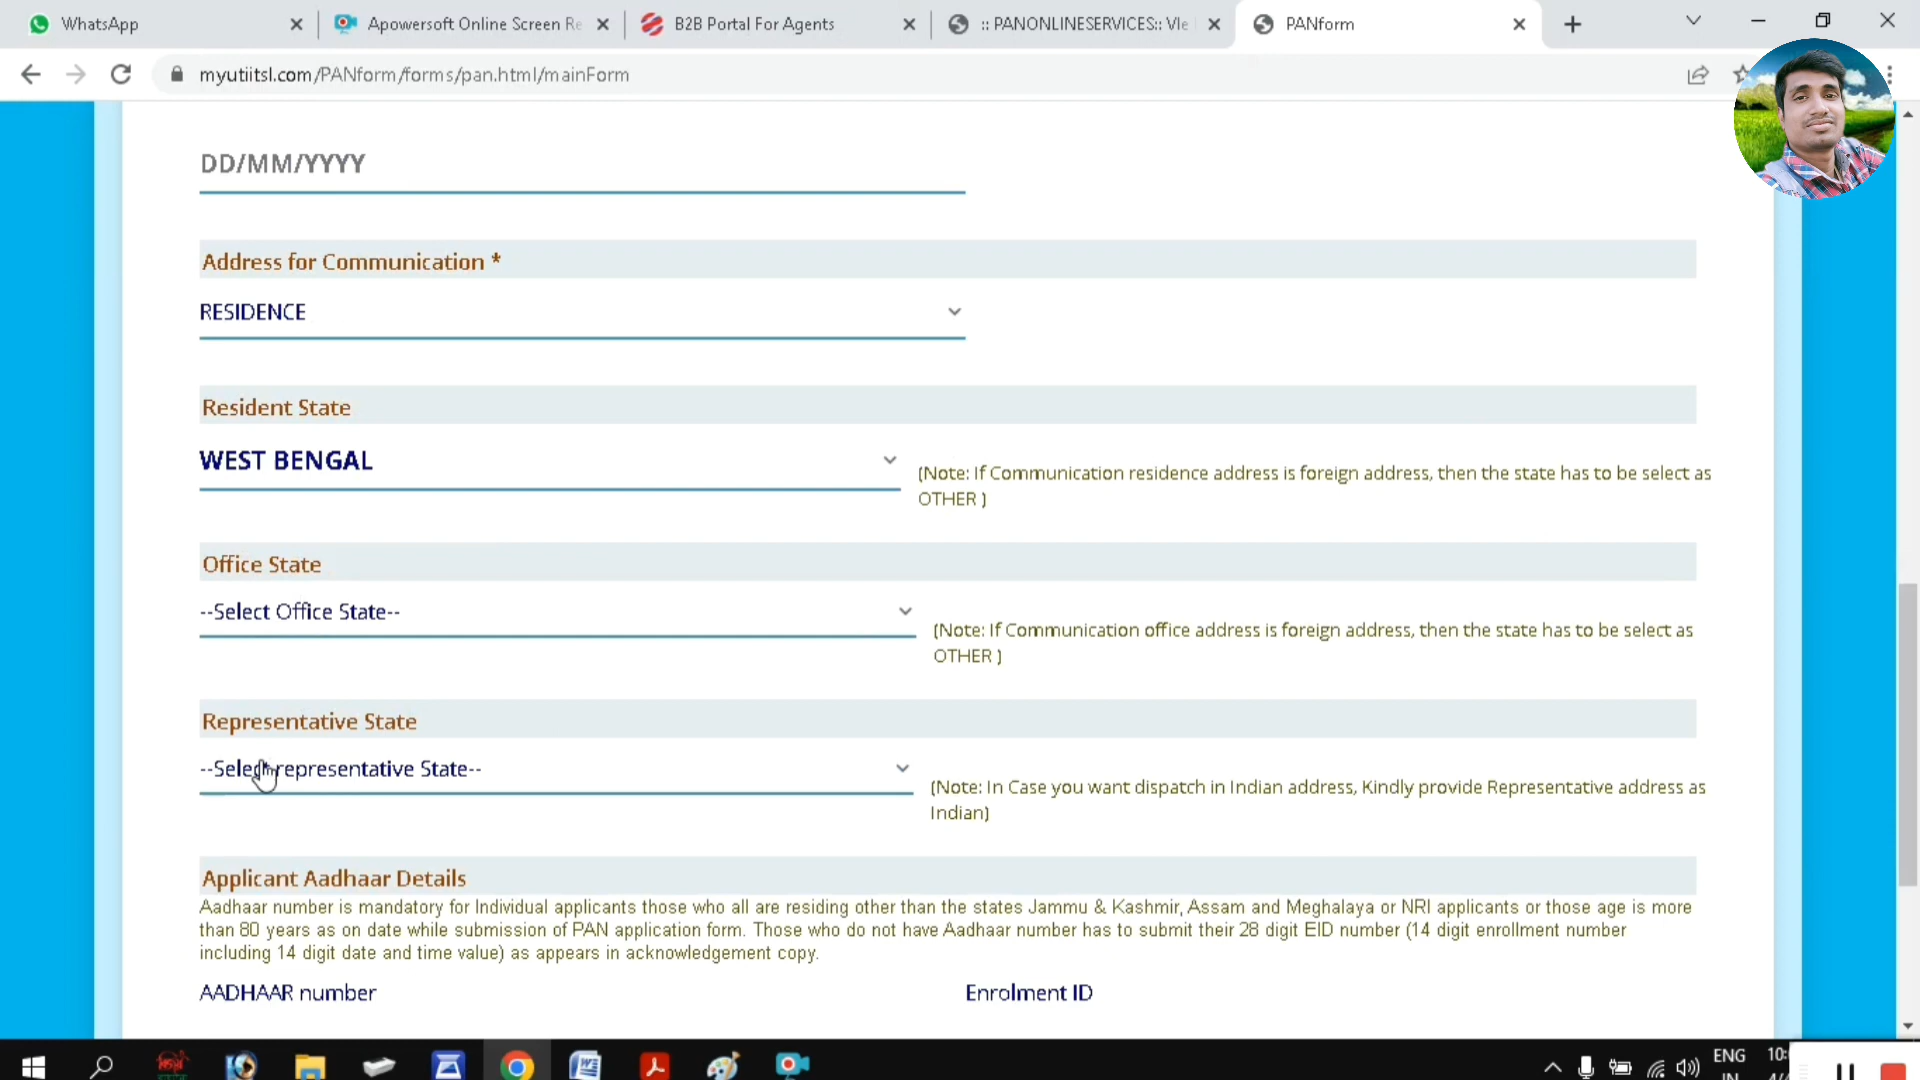 WhatsApp
Apowersoft Online Screen Re
B2B Portal For Agents
:: PANONLINESERVICES:: Vle
PANform
myutiitsl.com/PANform/forms/pan.html/mainForm
DD/MM/YYYY
Address for Communication *
RESIDENCE
Resident State
WEST BENGAL
(Note: If Communication residence address is foreign address, then the state has to be select as
OTHER )
Office State
--Select Office State--
(Note: If Communication office address is foreign address, then the state has to be select as
OTHER )
Representative State
--Select representative State--
(Note: In Case you want dispatch in Indian address, Kindly provide Representative address as
Indian)
Applicant Aadhaar Details
Aadhaar number is mandatory for Individual applicants those who all are residing other than the states Jammu & Kashmir, Assam and Meghalaya or NRI applicants or those age is more
than 80 years as on date while submission of PAN application form. Those who do not have Aadhaar number has to submit their 28 digit EID number (14 digit enrollment number
including 14 digit date and time value) as appears in acknowledgement copy.
AADHAAR number
Enrolment ID
ENG
IN
10: